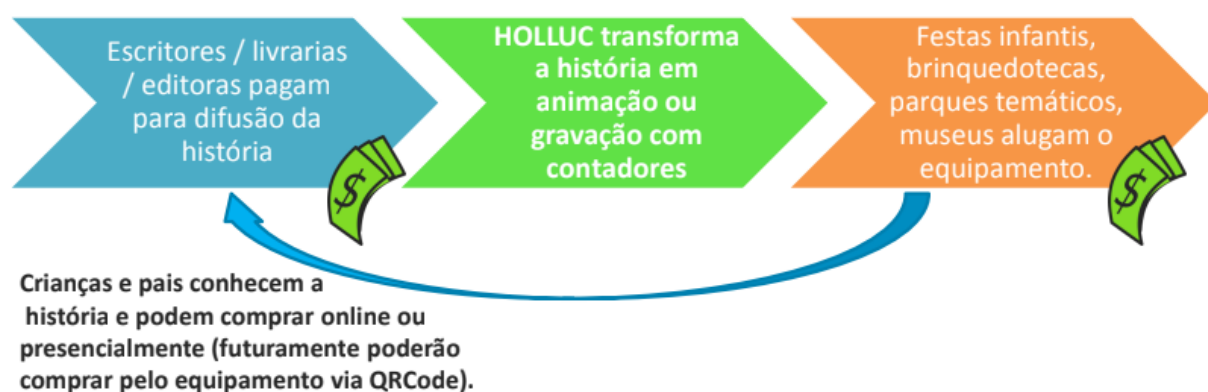 Escritores / livrarias
/ editoras pagam
para difusão da
história
$
HOLLUC transforma
a história em
animação ou
gravação com
contadores
Festas infantis,
brinquedotecas,
parques temáticos,
museus alugam o
equipamento.
$
Crianças e pais conhecem a
história e podem comprar online ou
presencialmente (futuramente poderão
comprar pelo equipamento via QRCode).